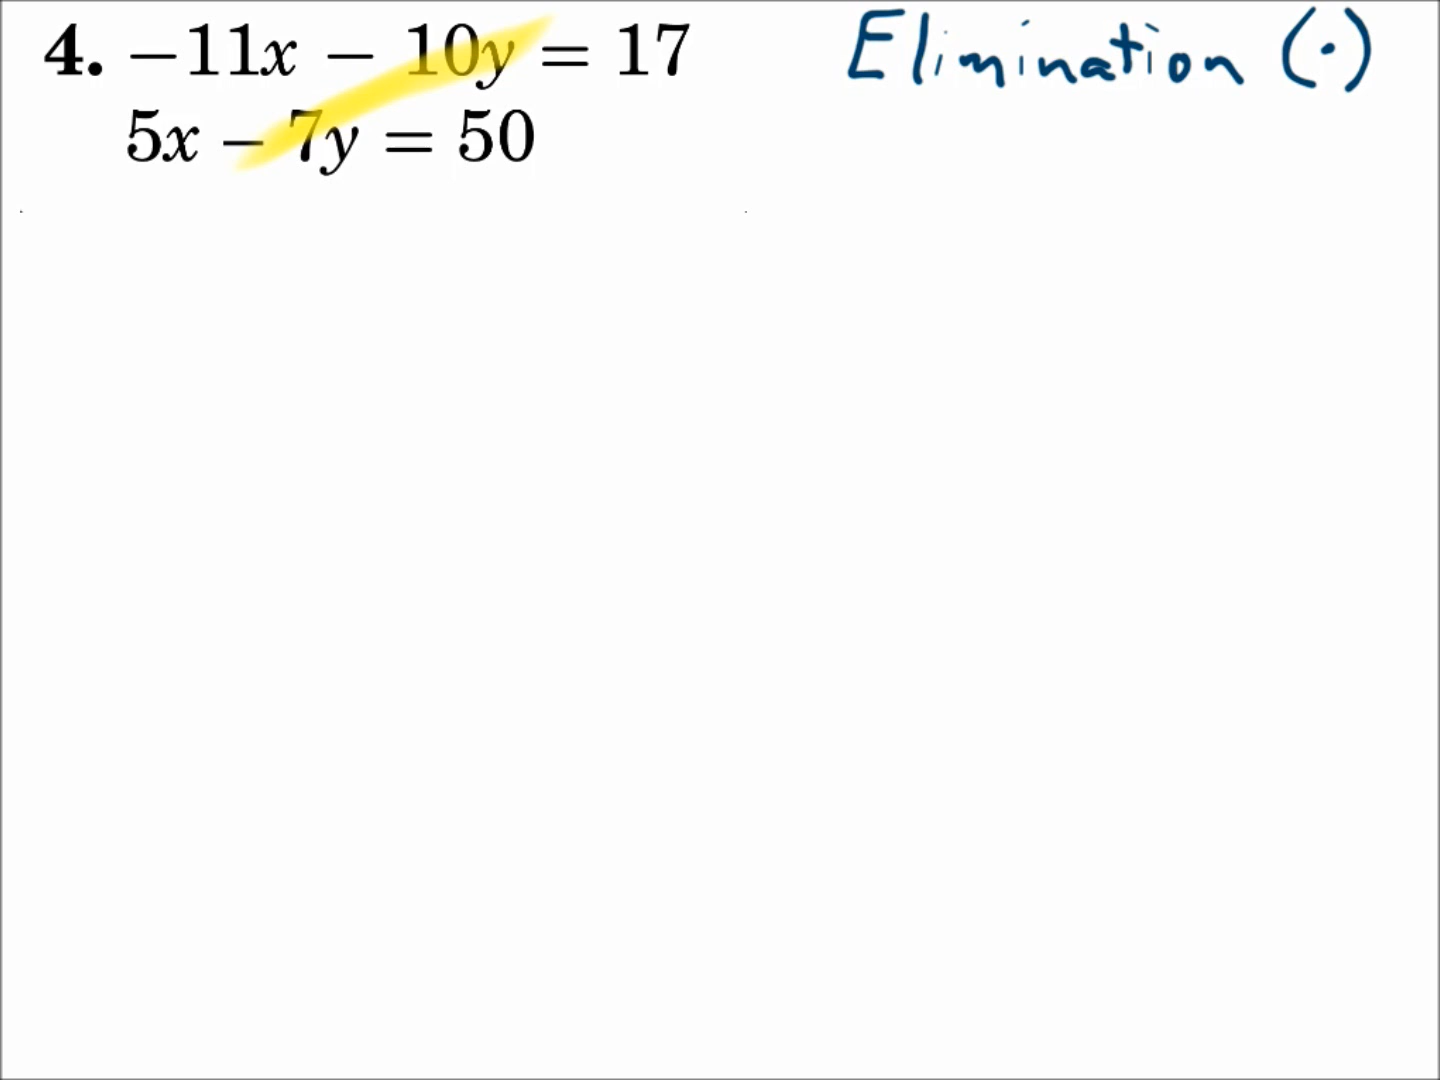 4. −11x − 10y = 17 Elimination (·)
5x − 7y = 50